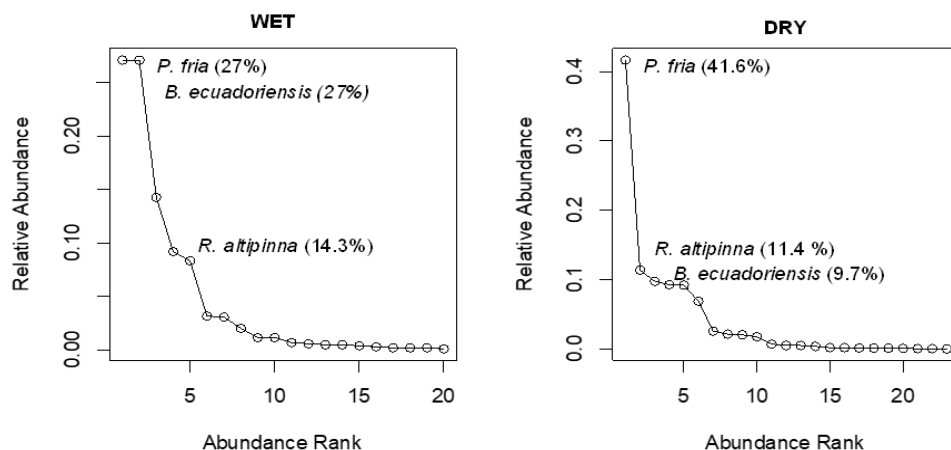 WET
P. fria (27%)
B. ecuadoriensis (27%)
R. altipinna (14.3%)
0.00
0.10
0.20
Relative Abundance
5
10
15
20
Abundance Rank
DRY
P. fria (41.6%)
R. altipinna (11.4 %)
B. ecuadoriensis (9.7%)
0.0
0.1
0.2
0.3
0.4
Relative Abundance
5
10
15
20
Abundance Rank